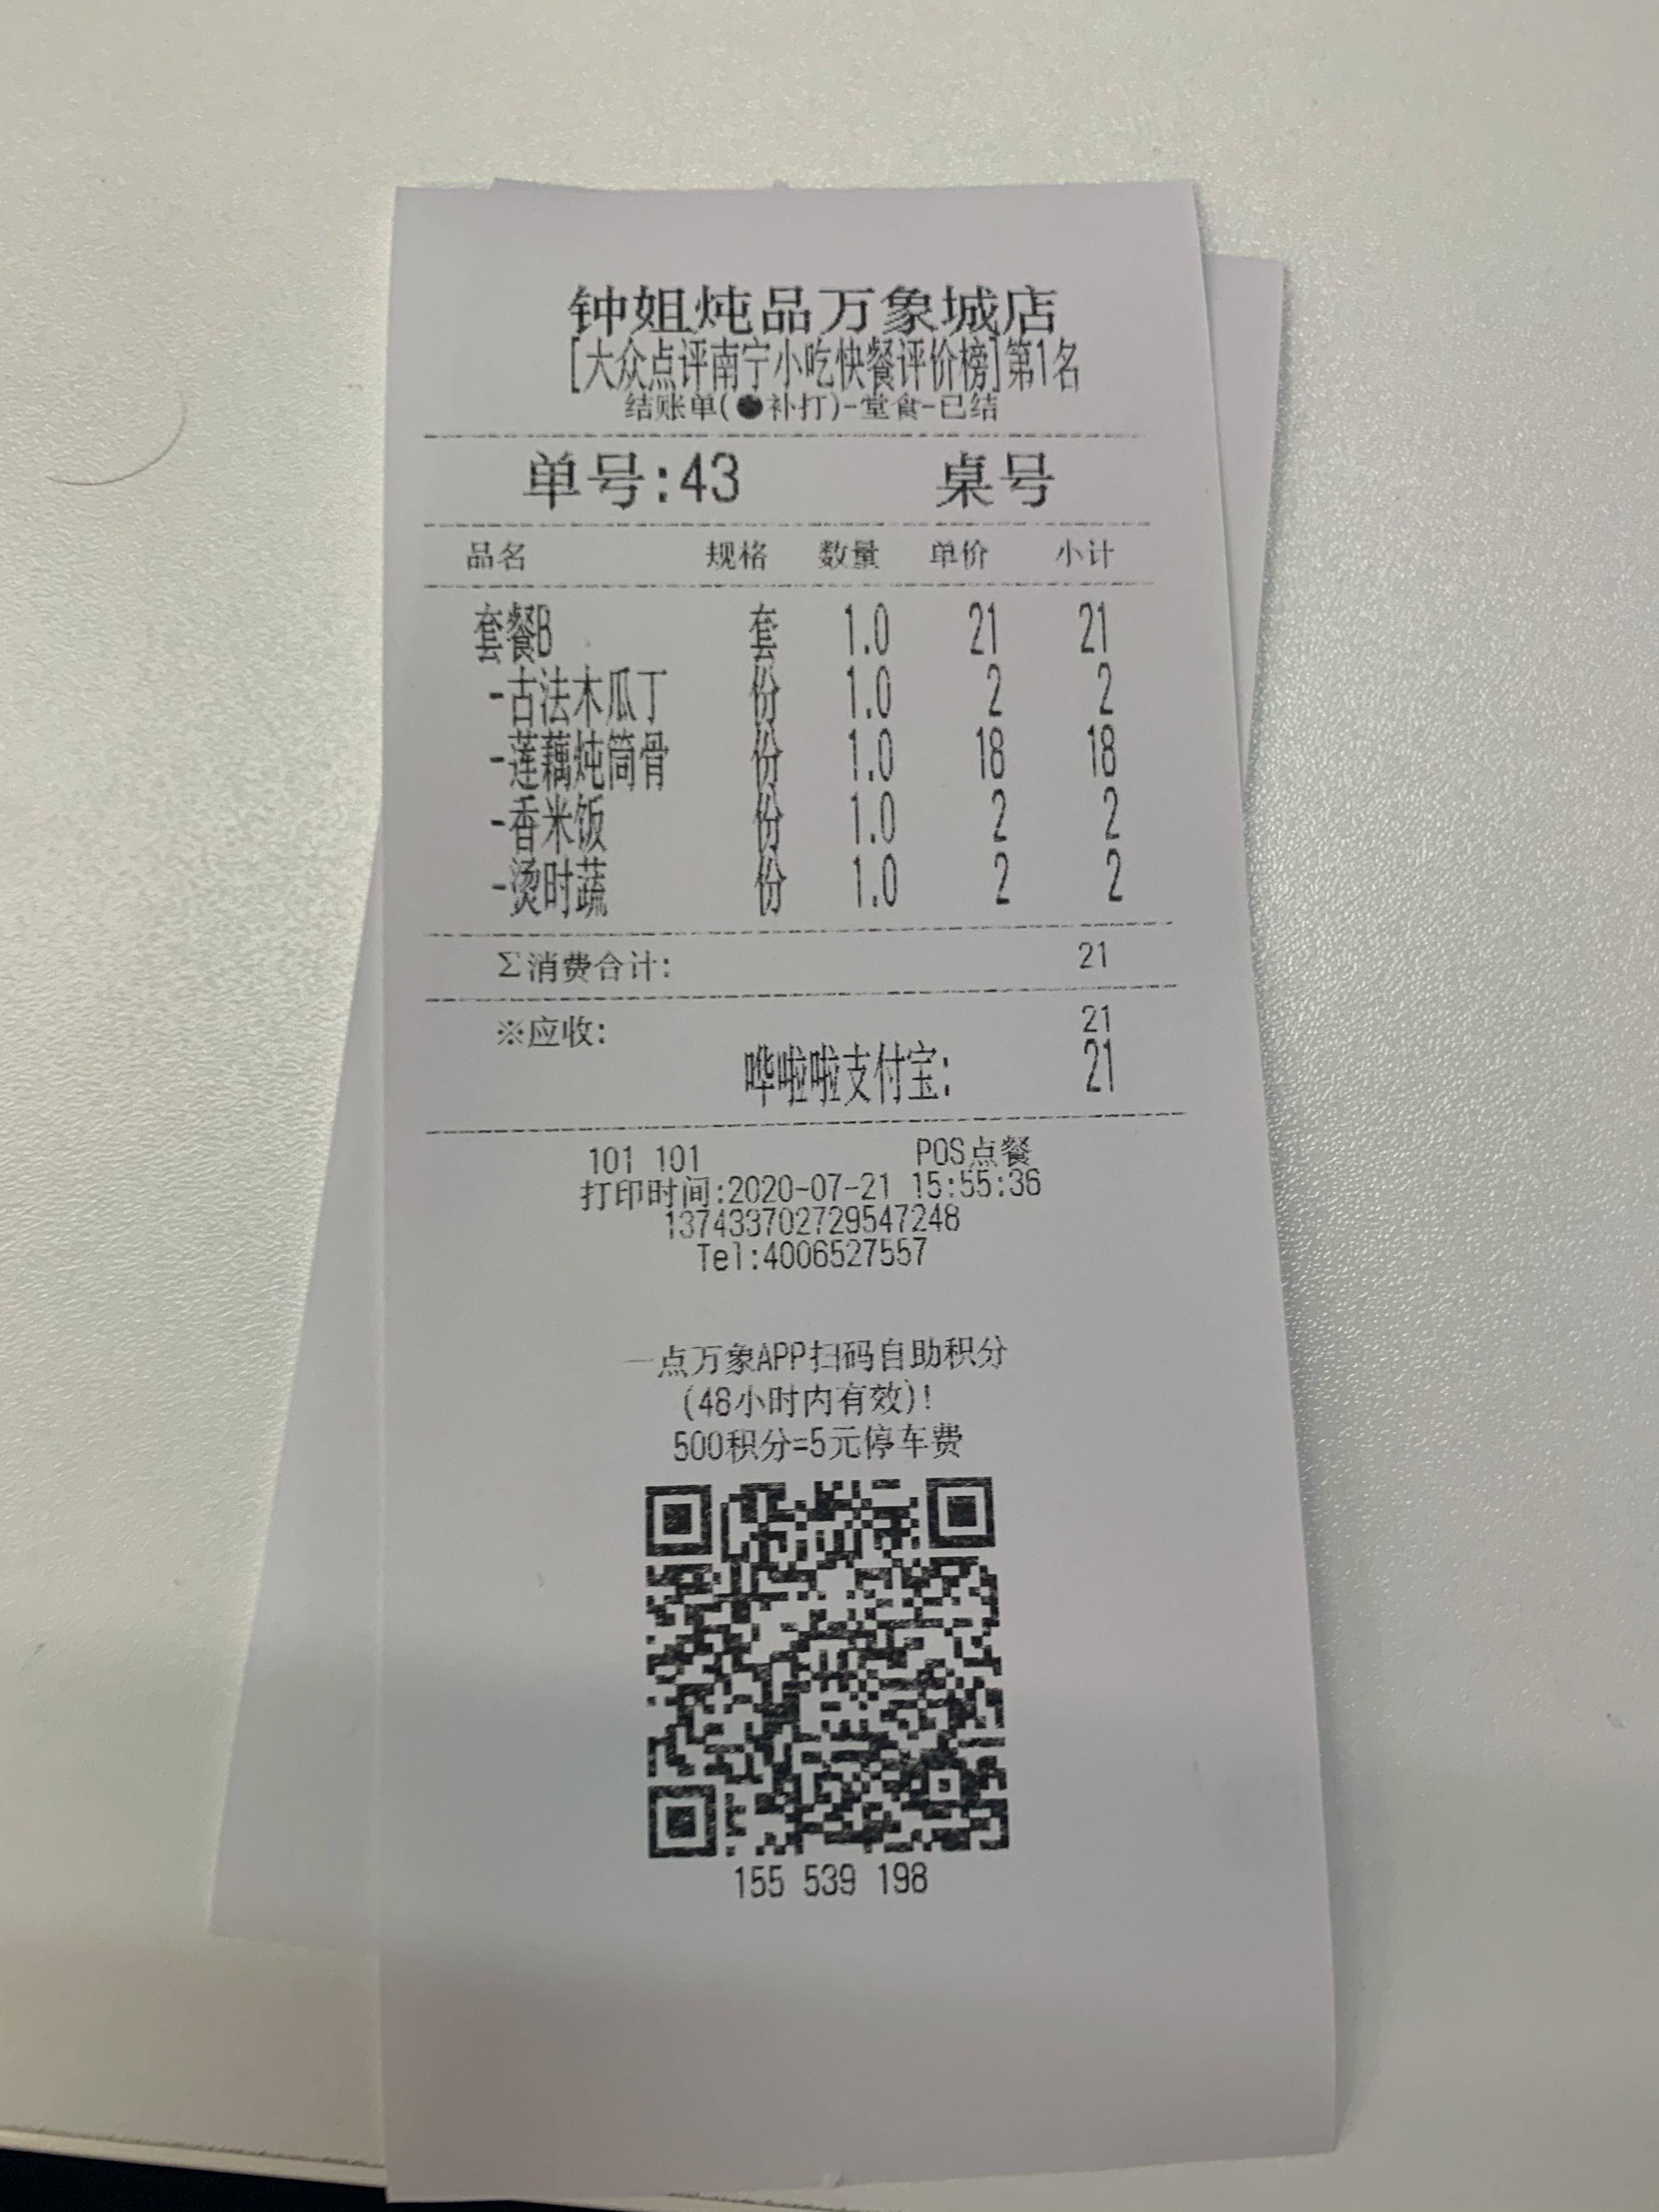 钟姐炖品万象城店
[大众点评南宁小吃快餐评价榜]第1名
结账单(●补打)-堂食-已结
单号:43 桌号
品名 规格 数量 单价 小计
套餐B 套 1.0 21 21
-古法木瓜丁 份 1.0 2 2
-莲藕炖筒骨 份 1.0 18 18
-香米饭 份 1.0 2 2
-烫时蔬 份 1.0 2 2
Σ消费合计: 21
※应收: 21
哗啦啦支付宝: 21
101 101 POS点餐
打印时间:2020-07-21 15:55:36
137433702729547248
Tel:4006527557
一点万象APP扫码自助积分
(48小时内有效)!
500积分=5元停车费
155 539 198